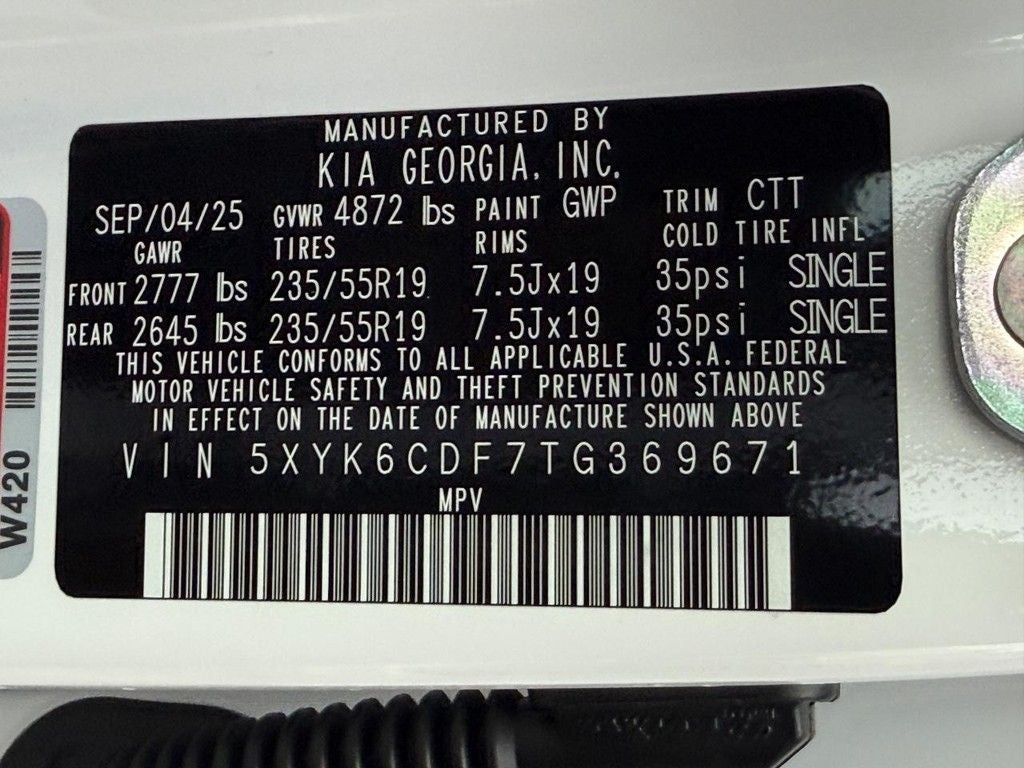 MANUFACTURED BY
KIA GEORGIA, INC.
SEP/04/25 GVWR 4872 lbs PAINT GWP TRIM CTT
GAWR TIRES RIMS COLD TIRE INFL
FRONT 2777 lbs 235/55R19 7.5Jx19 35psi SINGLE
REAR 2645 lbs 235/55R19 7.5Jx19 35psi SINGLE
THIS VEHICLE CONFORMS TO ALL APPLICABLE U.S.A. FEDERAL
MOTOR VEHICLE SAFETY AND THEFT PREVENTION STANDARDS
IN EFFECT ON THE DATE OF MANUFACTURE SHOWN ABOVE
VIN 5XYK6CDF7TG369671
MPV
W420